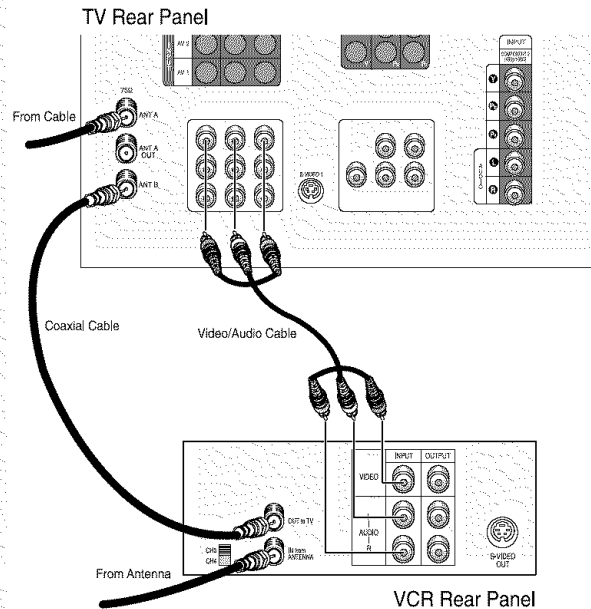 TV Rear Panel
INPUT
AV 2
AV 1
75Ω
From Cable
ANT A
ANT A
OUT
ANT B
S-VIDEO 1
Y
L
R
Coaxial Cable
Video/Audio Cable
INPUT
OUTPUT
VIDEO
OUT to TV
AUDIO
R
CH3
CH4
IN from
ANTENNA
S-VIDEO
OUT
From Antenna
VCR Rear Panel